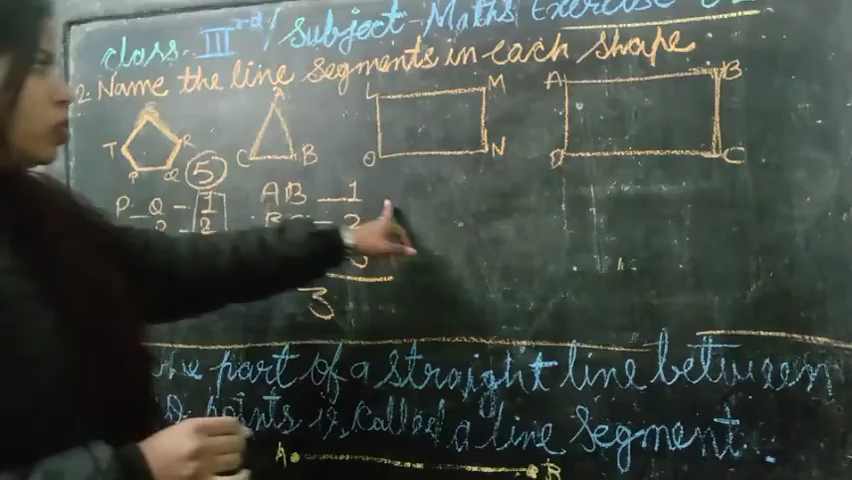 class- III rd / Subject-Maths Exercise
2. Name the line segments in each shape
S
T R
P Q 5
A
C B
L M
O N
A B
D C
P-Q - 1
2
AB - 1
3
The part of a straight line between
points is called a line segment.
A B